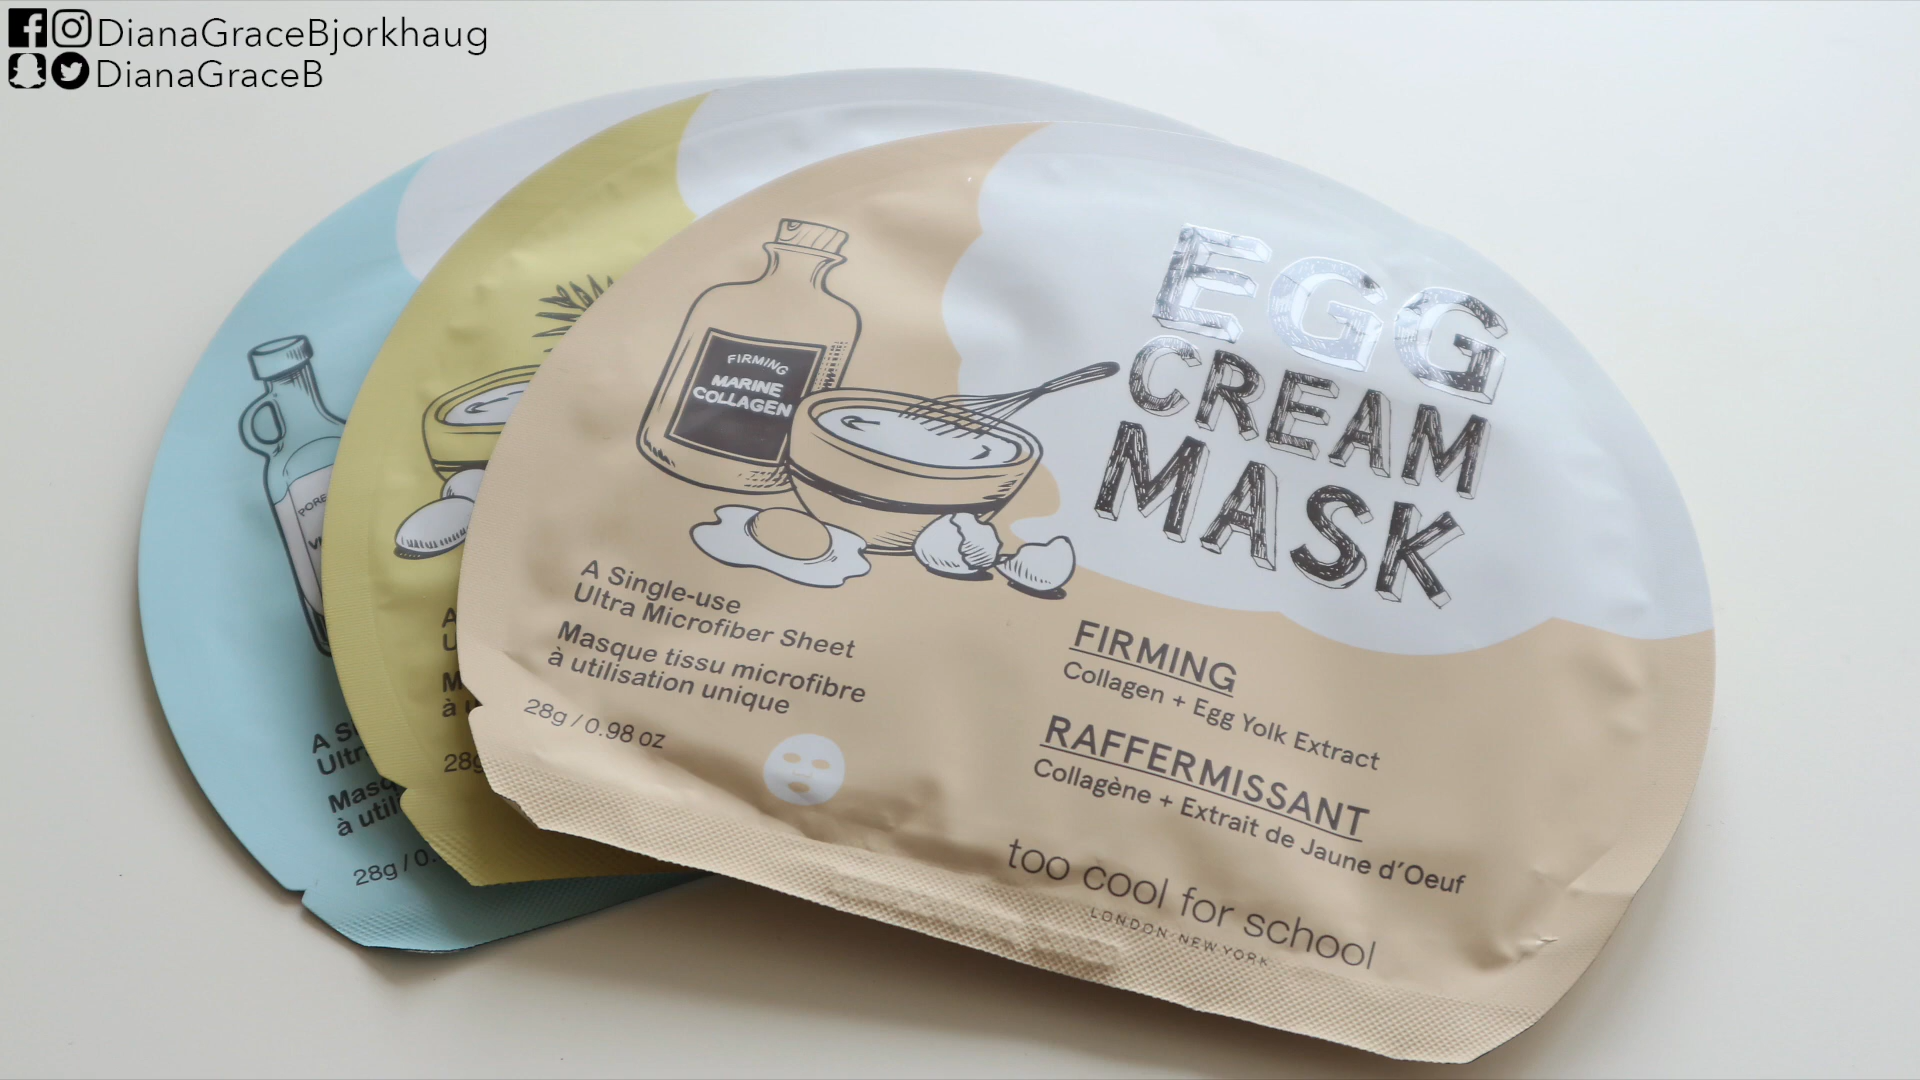 DianaGraceBjorkhaug
DianaGraceB
EGG
CREAM
MASK
FIRMING
MARINE
COLLAGEN
A Single-use
Ultra Microfiber Sheet
Masque tissu microfibre
à utilisation unique
28g / 0.98 oz
FIRMING
Collagen + Egg Yolk Extract
RAFFERMISSANT
Collagène + Extrait de Jaune d'Oeuf
too cool for school
LONDON NEW YORK
A
M
à
28g
A
à
28g / 0.